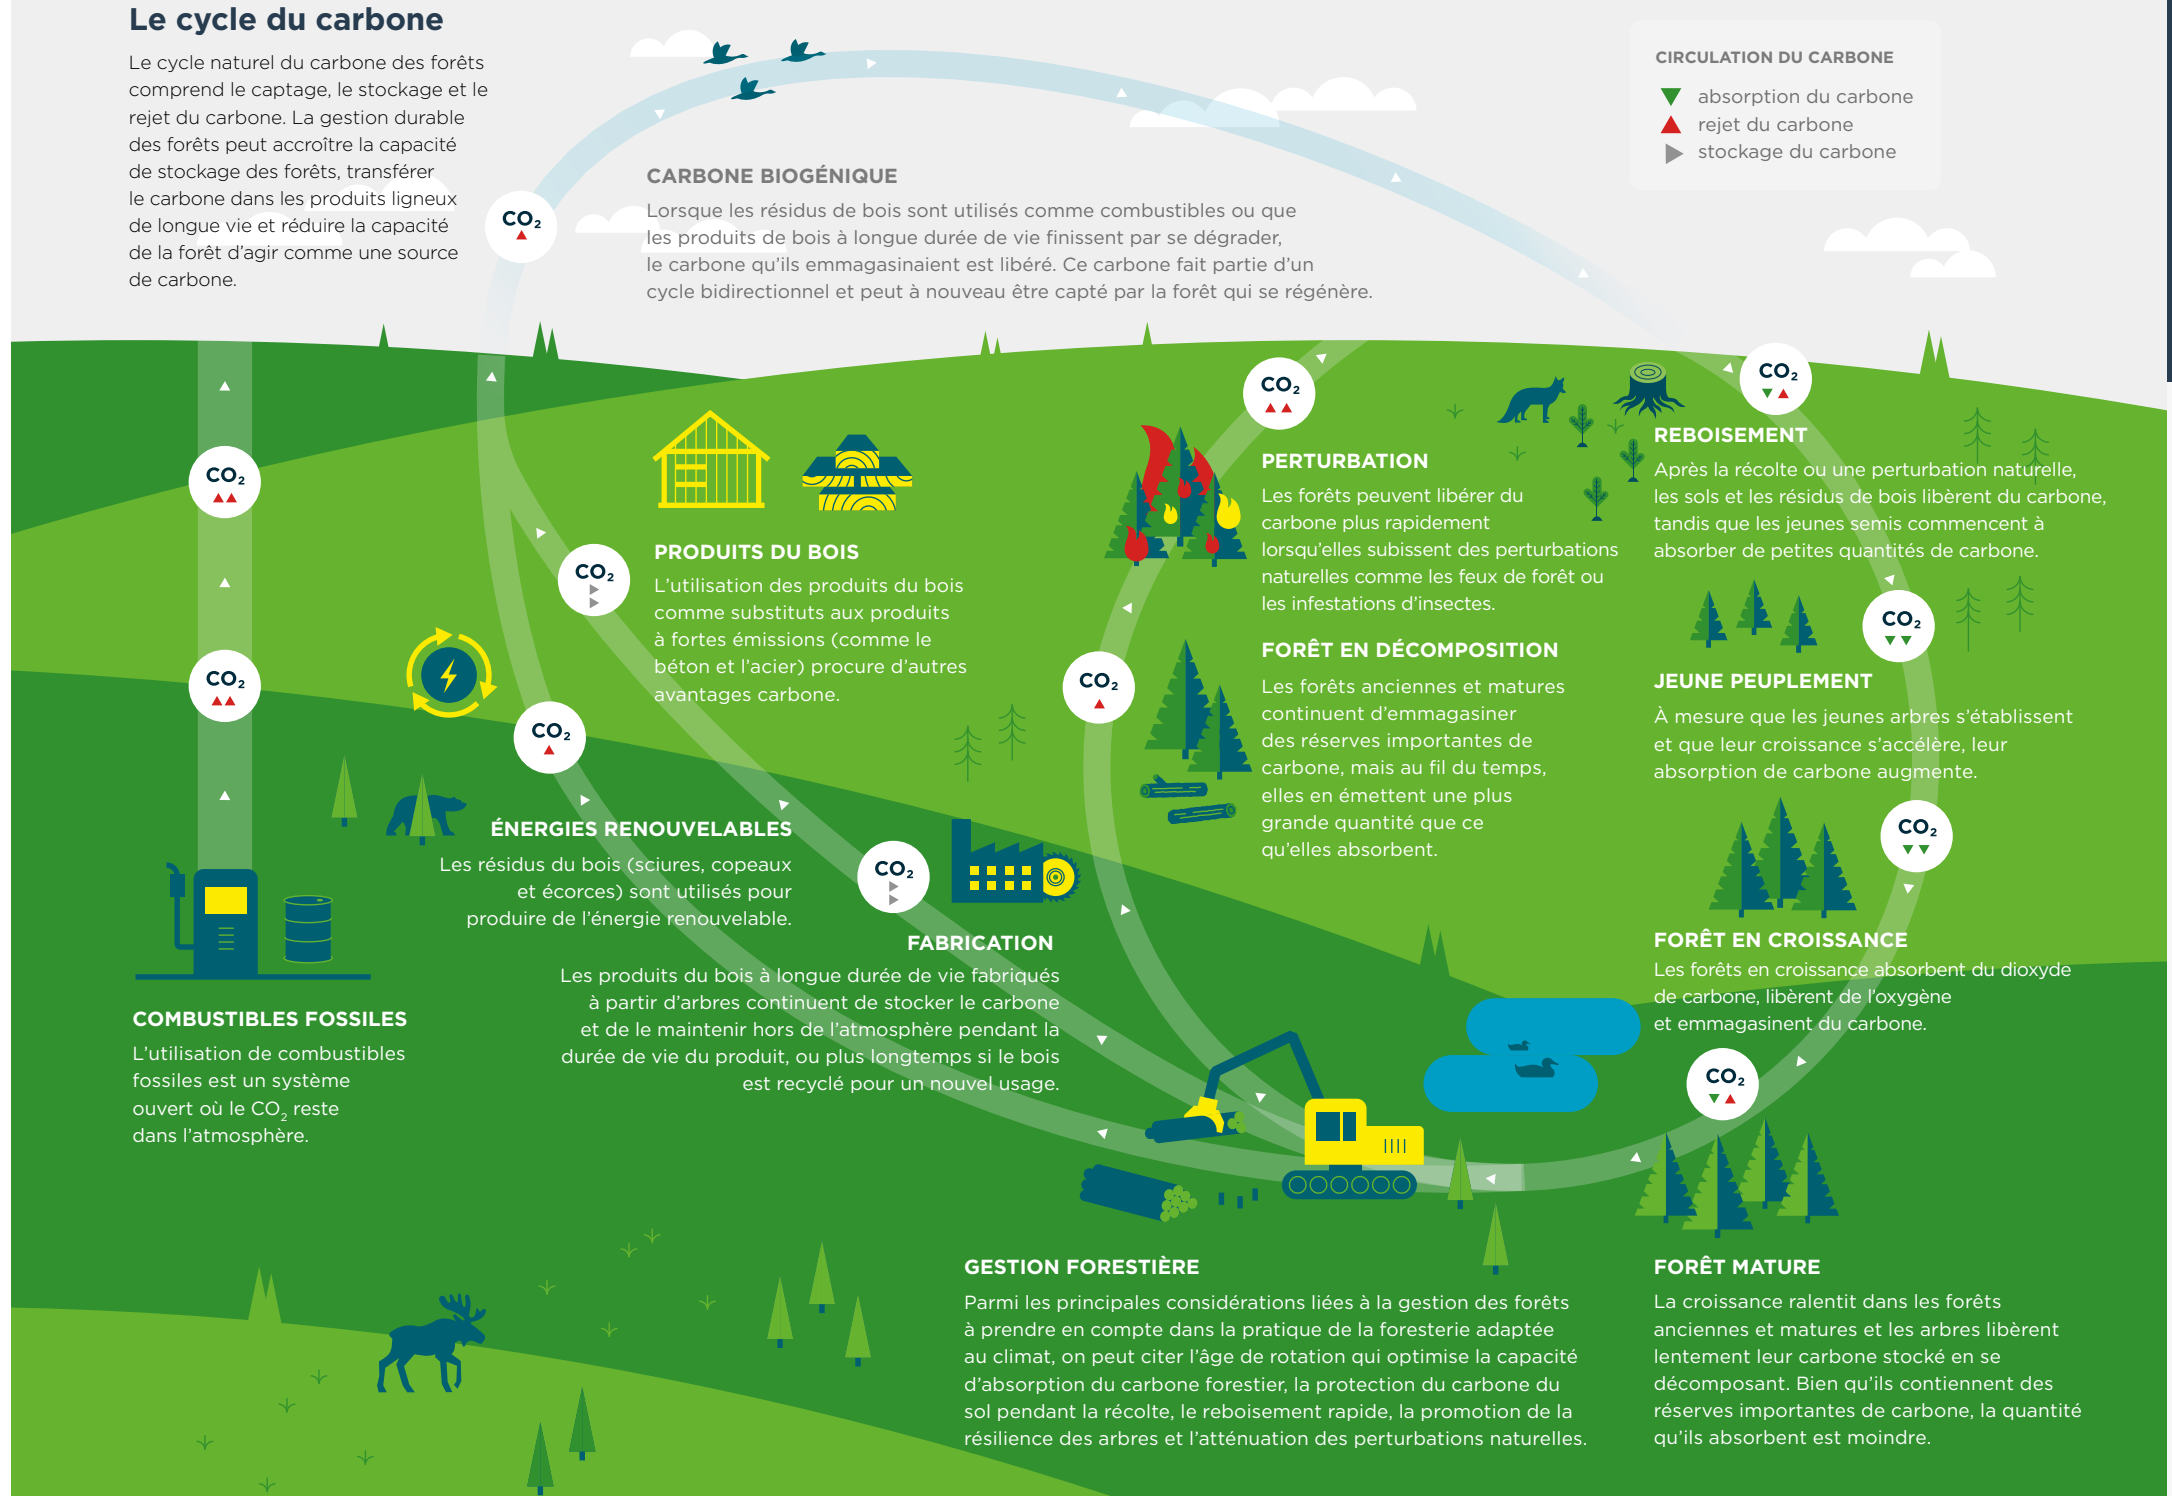 Le cycle du carbone
Le cycle naturel du carbone des forêts
comprend le captage, le stockage et le
rejet du carbone. La gestion durable
des forêts peut accroître la capacité
de stockage des forêts, transférer
le carbone dans les produits ligneux
de longue vie et réduire la capacité
de la forêt d’agir comme une source
de carbone.
CIRCULATION DU CARBONE
absorption du carbone
rejet du carbone
stockage du carbone
CO₂
CARBONE BIOGÉNIQUE
Lorsque les résidus de bois sont utilisés comme combustibles ou que
les produits de bois à longue durée de vie finissent par se dégrader,
le carbone qu’ils emmagasinaient est libéré. Ce carbone fait partie d’un
cycle bidirectionnel et peut à nouveau être capté par la forêt qui se régénère.
CO₂
CO₂
COMBUSTIBLES FOSSILES
L’utilisation de combustibles
fossiles est un système
ouvert où le CO₂ reste
dans l’atmosphère.
CO₂
PRODUITS DU BOIS
L’utilisation des produits du bois
comme substituts aux produits
à fortes émissions (comme le
béton et l’acier) procure d’autres
avantages carbone.
CO₂
ÉNERGIES RENOUVELABLES
Les résidus du bois (sciures, copeaux
et écorces) sont utilisés pour
produire de l’énergie renouvelable.
CO₂
FABRICATION
Les produits du bois à longue durée de vie fabriqués
à partir d’arbres continuent de stocker le carbone
et de le maintenir hors de l’atmosphère pendant la
durée de vie du produit, ou plus longtemps si le bois
est recyclé pour un nouvel usage.
CO₂
PERTURBATION
Les forêts peuvent libérer du
carbone plus rapidement
lorsqu’elles subissent des perturbations
naturelles comme les feux de forêt ou
les infestations d’insectes.
CO₂
FORÊT EN DÉCOMPOSITION
Les forêts anciennes et matures
continuent d’emmagasiner
des réserves importantes de
carbone, mais au fil du temps,
elles en émettent une plus
grande quantité que ce
qu’elles absorbent.
CO₂
REBOISEMENT
Après la récolte ou une perturbation naturelle,
les sols et les résidus de bois libèrent du carbone,
tandis que les jeunes semis commencent à
absorber de petites quantités de carbone.
CO₂
JEUNE PEUPLEMENT
À mesure que les jeunes arbres s’établissent
et que leur croissance s’accélère, leur
absorption de carbone augmente.
CO₂
FORÊT EN CROISSANCE
Les forêts en croissance absorbent du dioxyde
de carbone, libèrent de l’oxygène
et emmagasinent du carbone.
CO₂
GESTION FORESTIÈRE
Parmi les principales considérations liées à la gestion des forêts
à prendre en compte dans la pratique de la foresterie adaptée
au climat, on peut citer l’âge de rotation qui optimise la capacité
d’absorption du carbone forestier, la protection du carbone du
sol pendant la récolte, le reboisement rapide, la promotion de la
résilience des arbres et l’atténuation des perturbations naturelles.
FORÊT MATURE
La croissance ralentit dans les forêts
anciennes et matures et les arbres libèrent
lentement leur carbone stocké en se
décomposant. Bien qu’ils contiennent des
réserves importantes de carbone, la quantité
qu’ils absorbent est moindre.